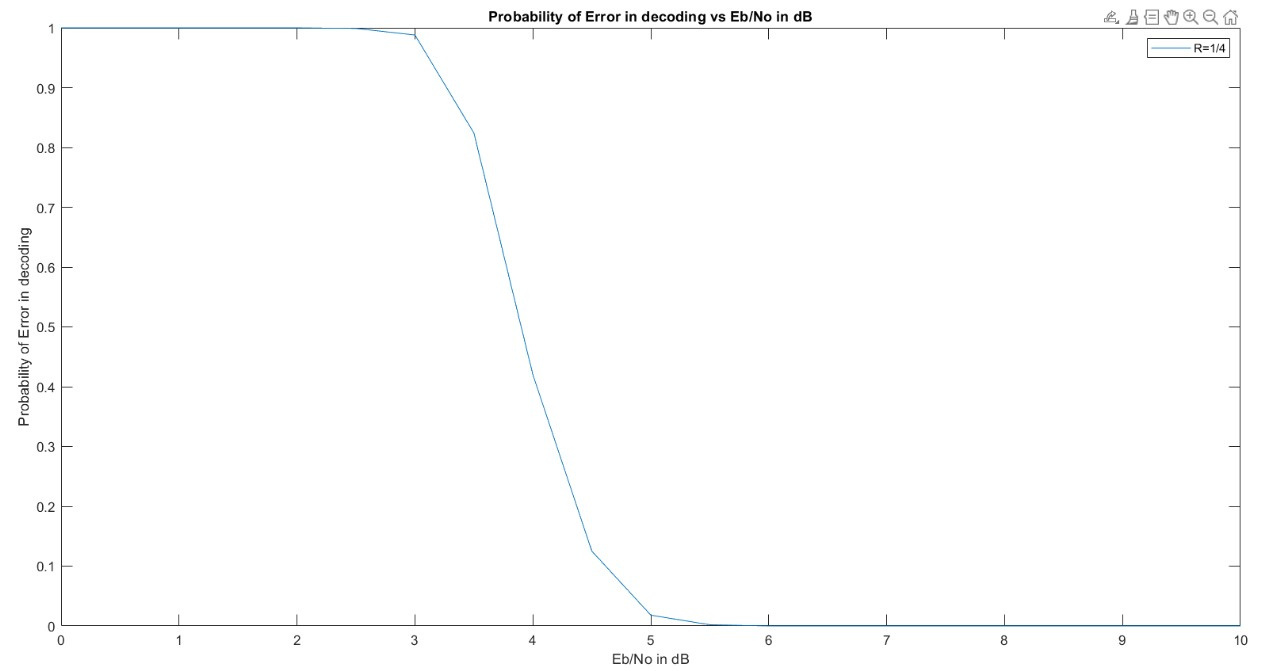 Probability of Error in decoding vs Eb/No in dB
R=1/4
1
0.9
0.8
0.7
0.6
0.5
0.4
0.3
0.2
0.1
0
Probability of Error in decoding
0 1 2 3 4 5 6 7 8 9 10
Eb/No in dB